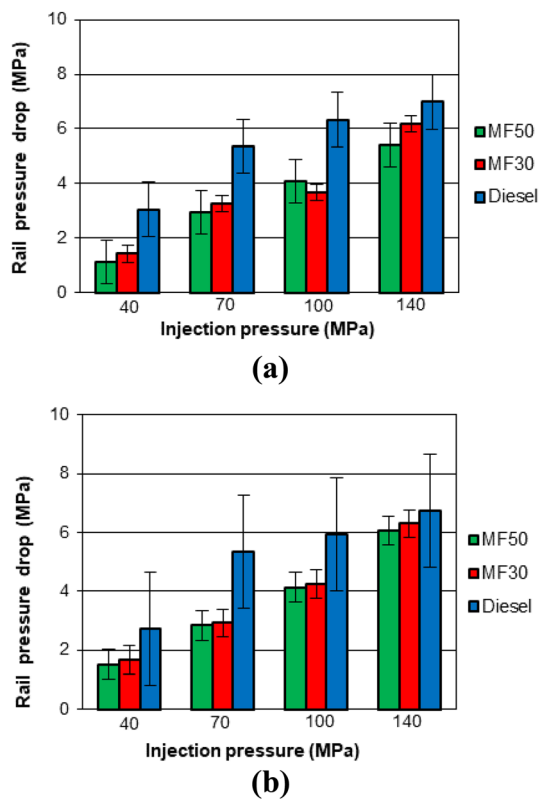 10
8
6
4
2
0
Rail pressure drop (MPa)
40 70 100 140
Injection pressure (MPa)
MF50
MF30
Diesel
(a)
10
8
6
4
2
0
Rail pressure drop (MPa)
40 70 100 140
Injection pressure (MPa)
MF50
MF30
Diesel
(b)